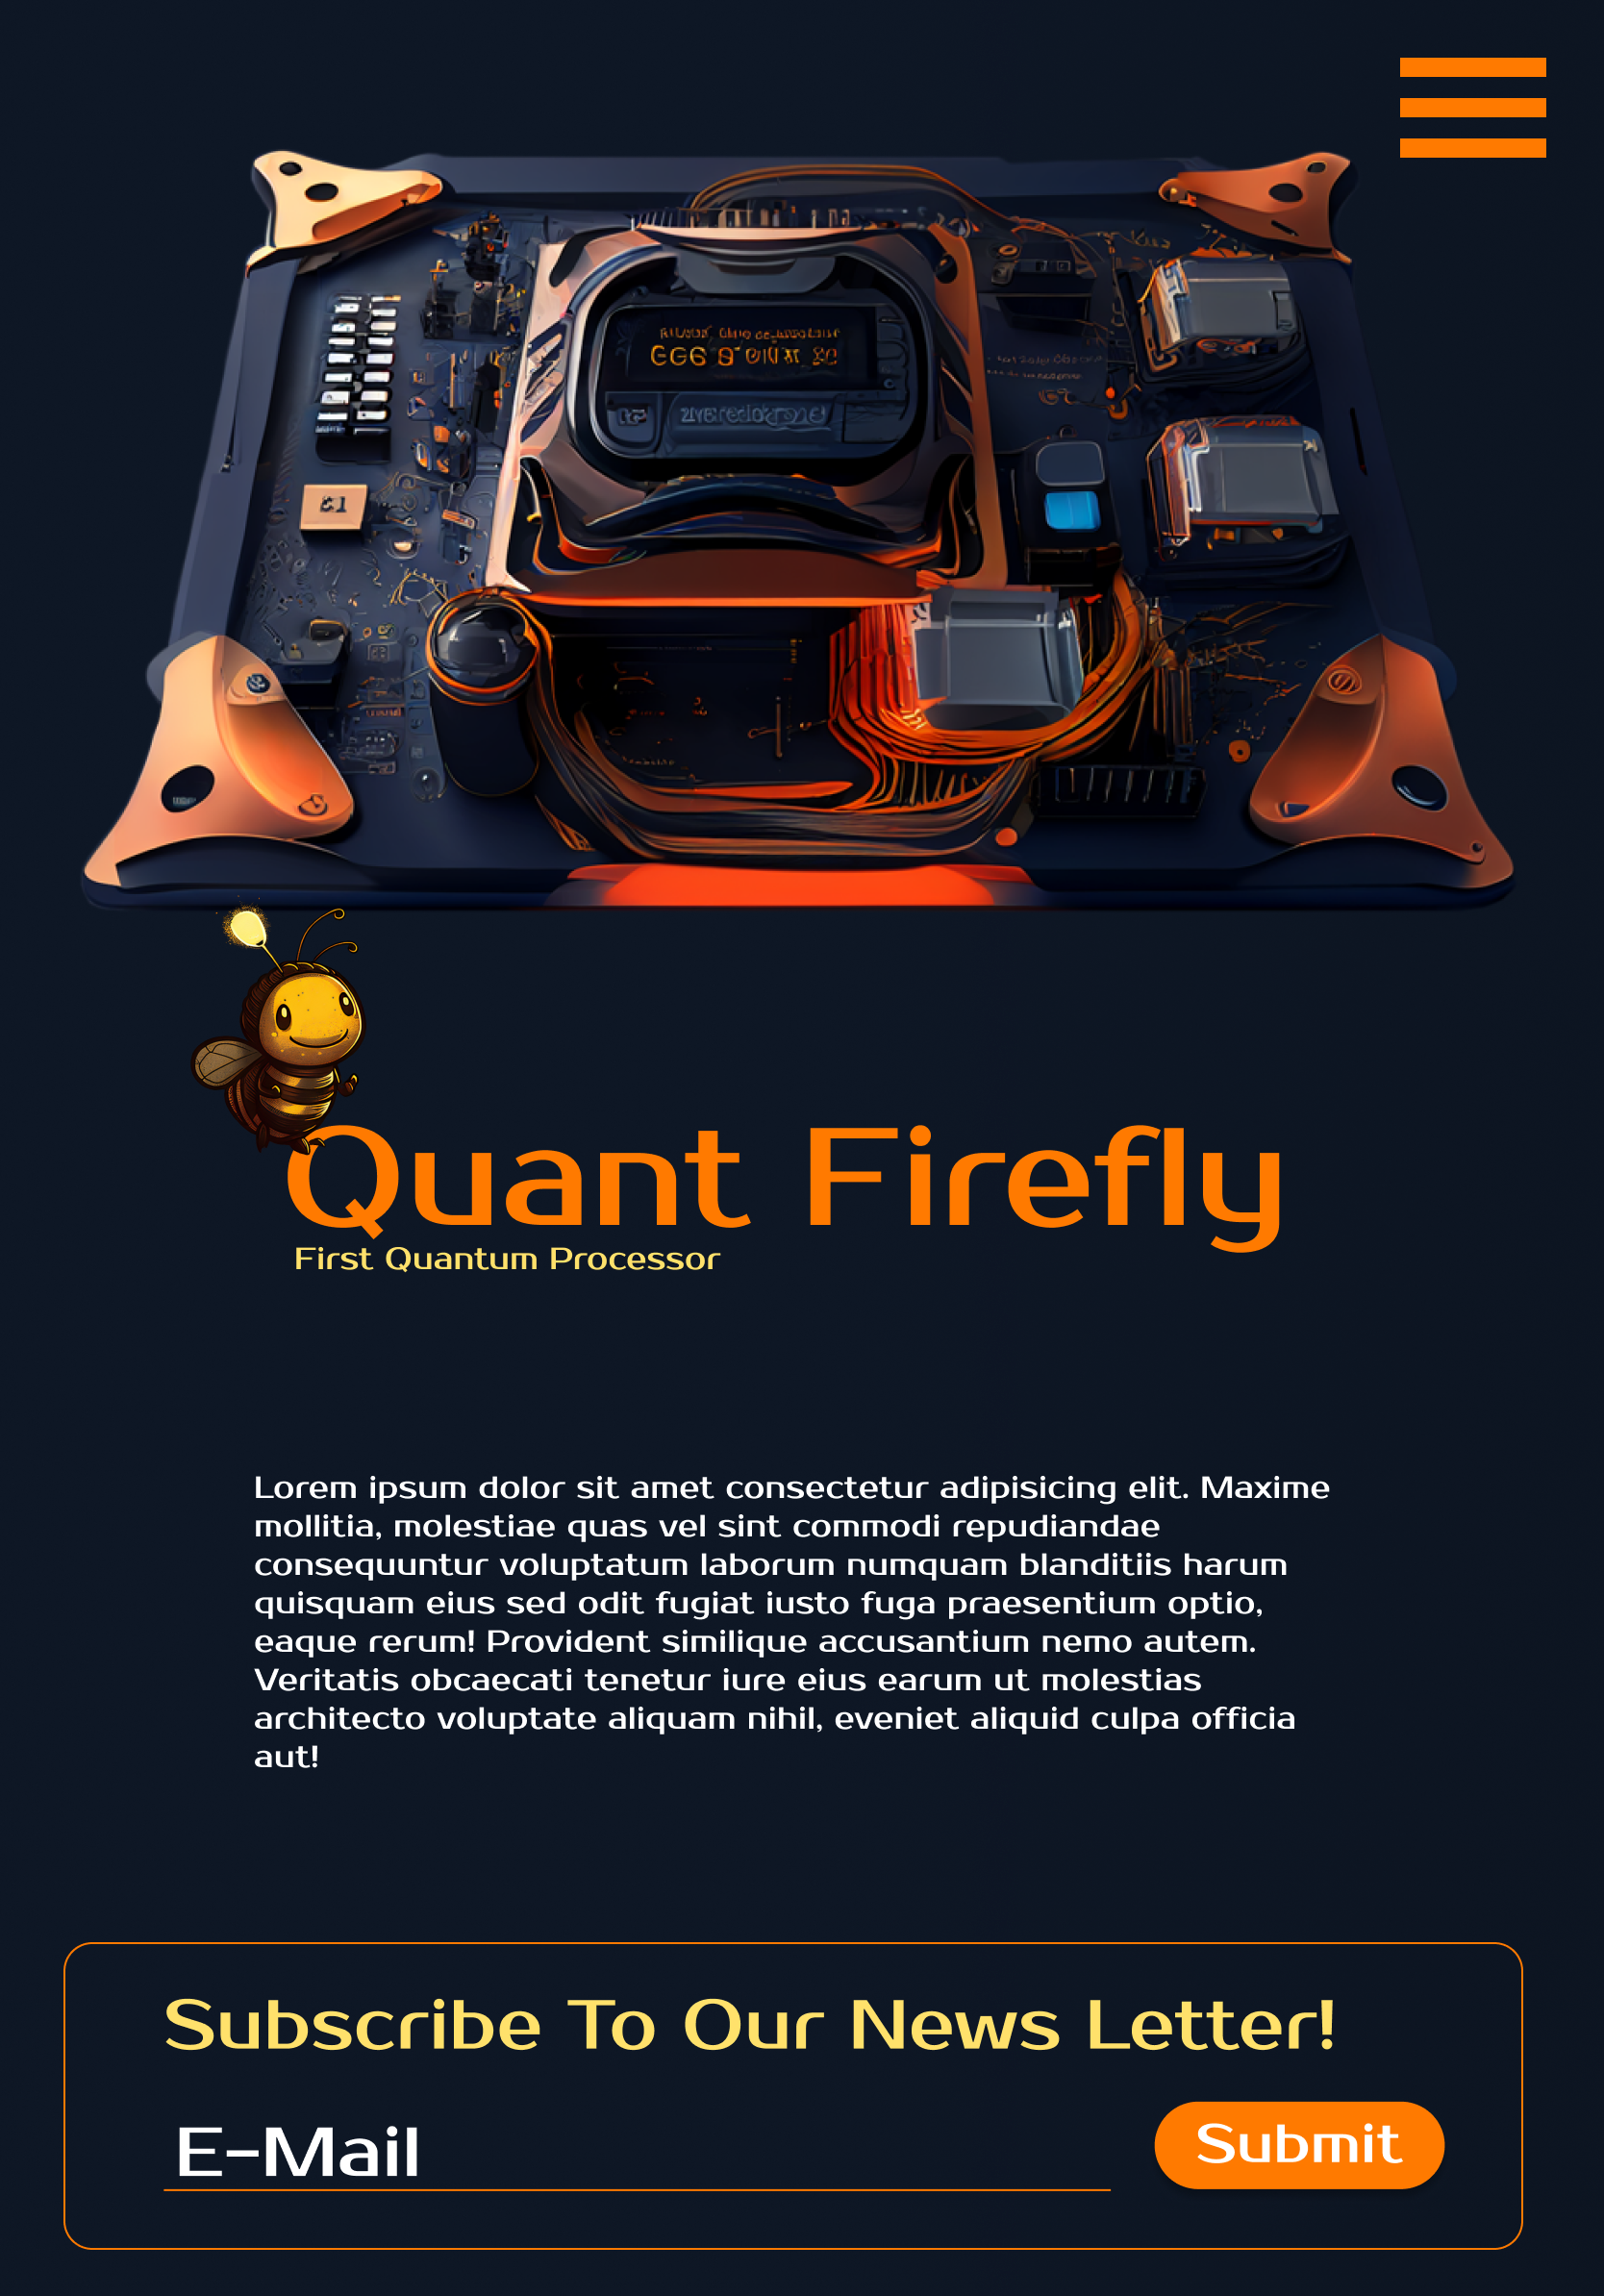 Quant Firefly
First Quantum Processor
Lorem ipsum dolor sit amet consectetur adipisicing elit. Maxime
mollitia, molestiae quas vel sint commodi repudiandae
consequuntur voluptatum laborum numquam blanditiis harum
quisquam eius sed odit fugiat iusto fuga praesentium optio,
eaque rerum! Provident similique accusantium nemo autem.
Veritatis obcaecati tenetur iure eius earum ut molestias
architecto voluptate aliquam nihil, eveniet aliquid culpa officia
aut!
Subscribe To Our News Letter!
E-Mail
Submit